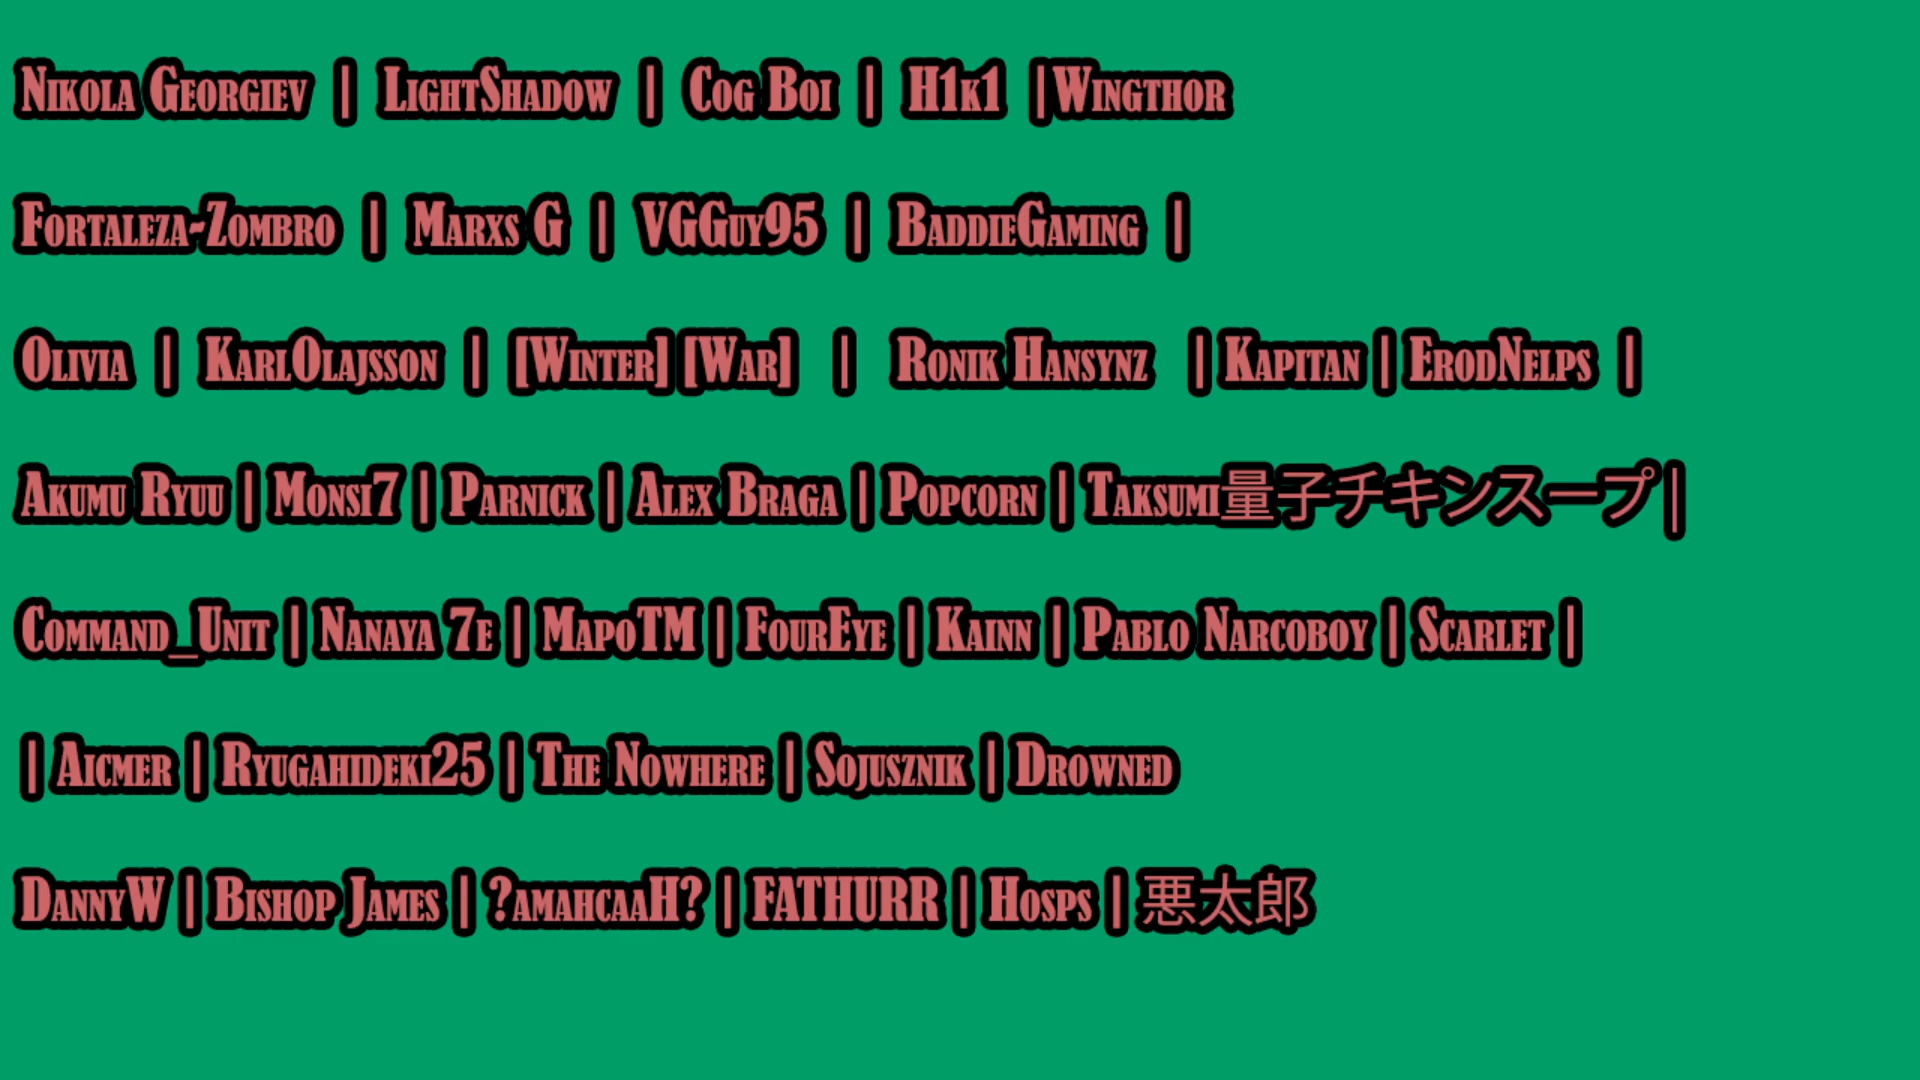 Nikola Georgiev | LightShadow | Cog Boi | H1k1 |Wingthor
Fortaleza-Zombro | Marxs G | VGGuy95 | BaddieGaming |
Olivia | KarlOlajsson | [Winter] [War] | Ronik Hansynz | Kapitan | ErodNelps |
Akumu Ryuu | Monsi7 | Parnick | Alex Braga | Popcorn | Taksumi量子チキンスープ |
Command_Unit | Nanaya 7e | MapoTM | FourEye | Kainn | Pablo Narcoboy | Scarlet |
| Aicmer | Ryugahideki25 | The Nowhere | Sojusznik | Drowned
DannyW | Bishop James | ?amahcaaH? | FATHURR | Hosps | 悪太郎